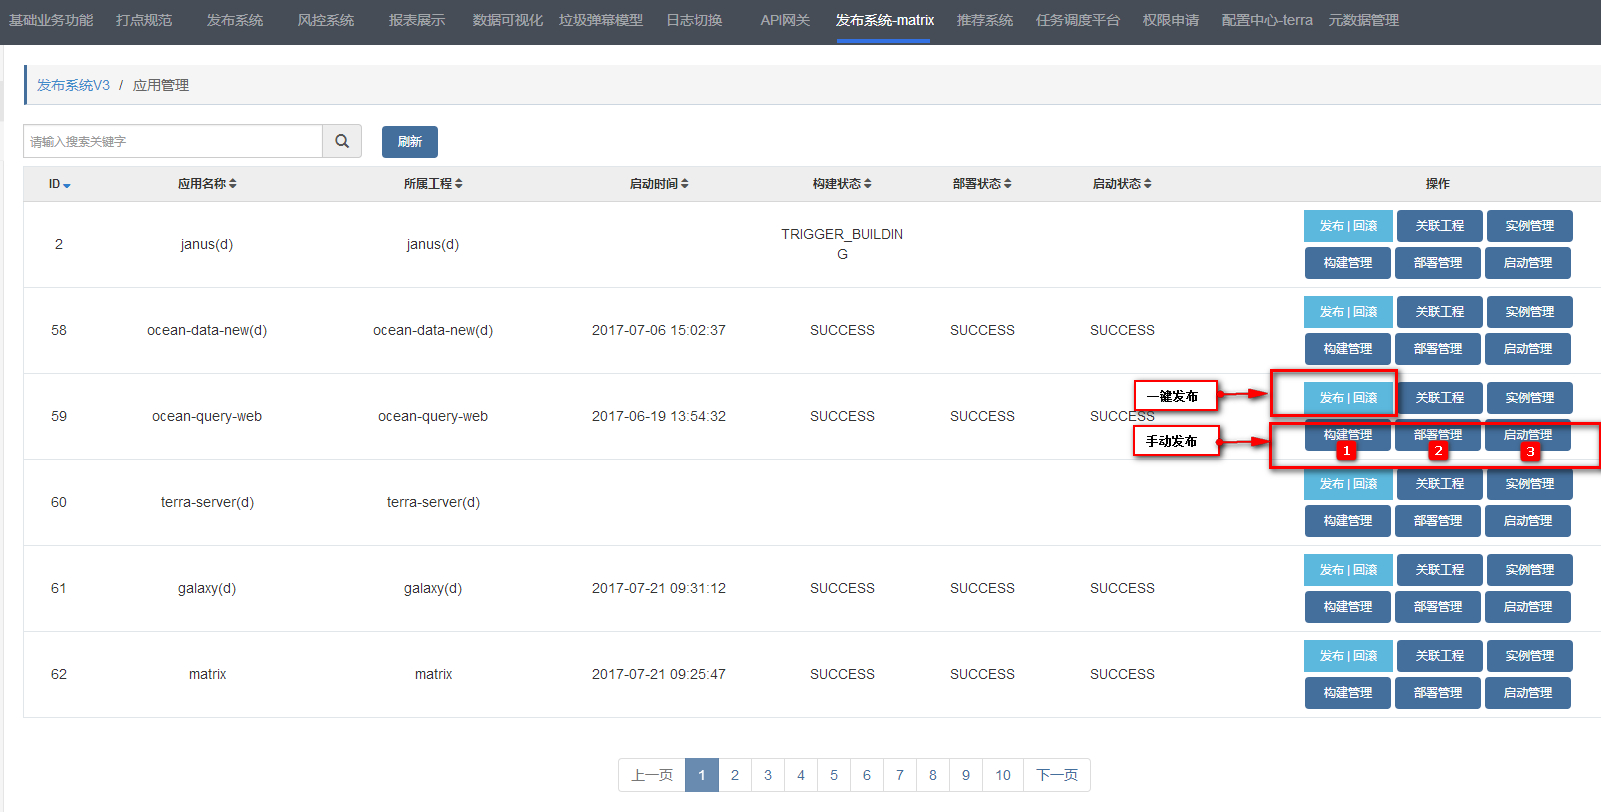 基础业务功能 打点规范 发布系统 风控系统 报表展示 数据可视化 垃圾弹幕模型 日志切换 API网关 发布系统-matrix 推荐系统 任务调度平台 权限申请 配置中心-terra 元数据管理
发布系统V3 / 应用管理
请输入搜索关键字 刷新
ID 应用名称 所属工程 启动时间 构建状态 部署状态 启动状态 操作
2 janus(d) janus(d) TRIGGER_BUILDIN
G
发布 | 回滚 关联工程 实例管理
构建管理 部署管理 启动管理
58 ocean-data-new(d) ocean-data-new(d) 2017-07-06 15:02:37 SUCCESS SUCCESS SUCCESS
发布 | 回滚 关联工程 实例管理
构建管理 部署管理 启动管理
59 ocean-query-web ocean-query-web 2017-06-19 13:54:32 SUCCESS SUCCESS SUCCESS
一键发布
发布 | 回滚 关联工程 实例管理
手动发布
构建管理 部署管理 启动管理
1 2 3
60 terra-server(d) terra-server(d)
发布 | 回滚 关联工程 实例管理
构建管理 部署管理 启动管理
61 galaxy(d) galaxy(d) 2017-07-21 09:31:12 SUCCESS SUCCESS SUCCESS
发布 | 回滚 关联工程 实例管理
构建管理 部署管理 启动管理
62 matrix matrix 2017-07-21 09:25:47 SUCCESS SUCCESS SUCCESS
发布 | 回滚 关联工程 实例管理
构建管理 部署管理 启动管理
上一页 1 2 3 4 5 6 7 8 9 10 下一页